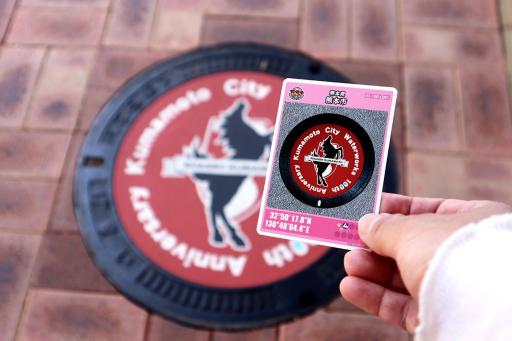 Kumamoto City
Anniversary
熊本県
熊本市
Kumamoto City Waterworks 100th Anniversary
32°50'17.8"N
130°48'04.4"E